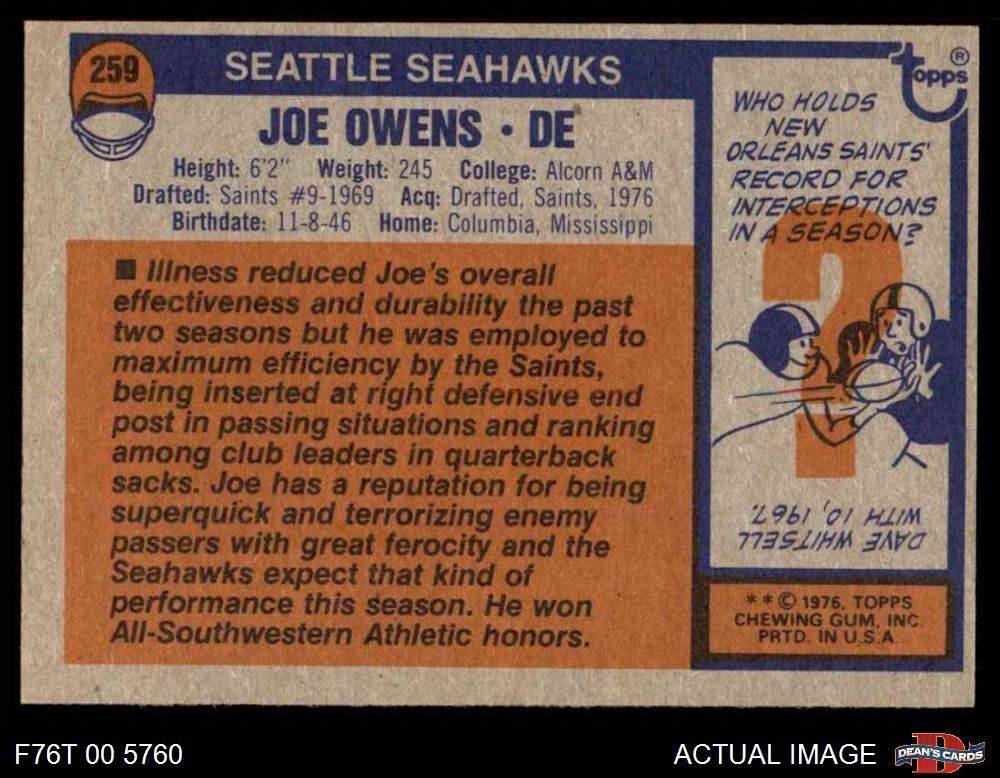 259
SEATTLE SEAHAWKS
JOE OWENS · DE
Height: 6'2" Weight: 245 College: Alcorn A&M
Drafted: Saints #9-1969 Acq: Drafted, Saints, 1976
Birthdate: 11-8-46 Home: Columbia, Mississippi
■ Illness reduced Joe's overall
effectiveness and durability the past
two seasons but he was employed to
maximum efficiency by the Saints,
being inserted at right defensive end
post in passing situations and ranking
among club leaders in quarterback
sacks. Joe has a reputation for being
superquick and terrorizing enemy
passers with great ferocity and the
Seahawks expect that kind of
performance this season. He won
All-Southwestern Athletic honors.
topps®
WHO HOLDS
NEW
ORLEANS SAINTS'
RECORD FOR
INTERCEPTIONS
IN A SEASON?
?
DAVE WHITSELL
WITH 10, 1967.
**© 1976, TOPPS
CHEWING GUM, INC.
PRTD. IN U.S.A.
F76T 00 5760
ACTUAL IMAGE
D
DEAN'S CARDS